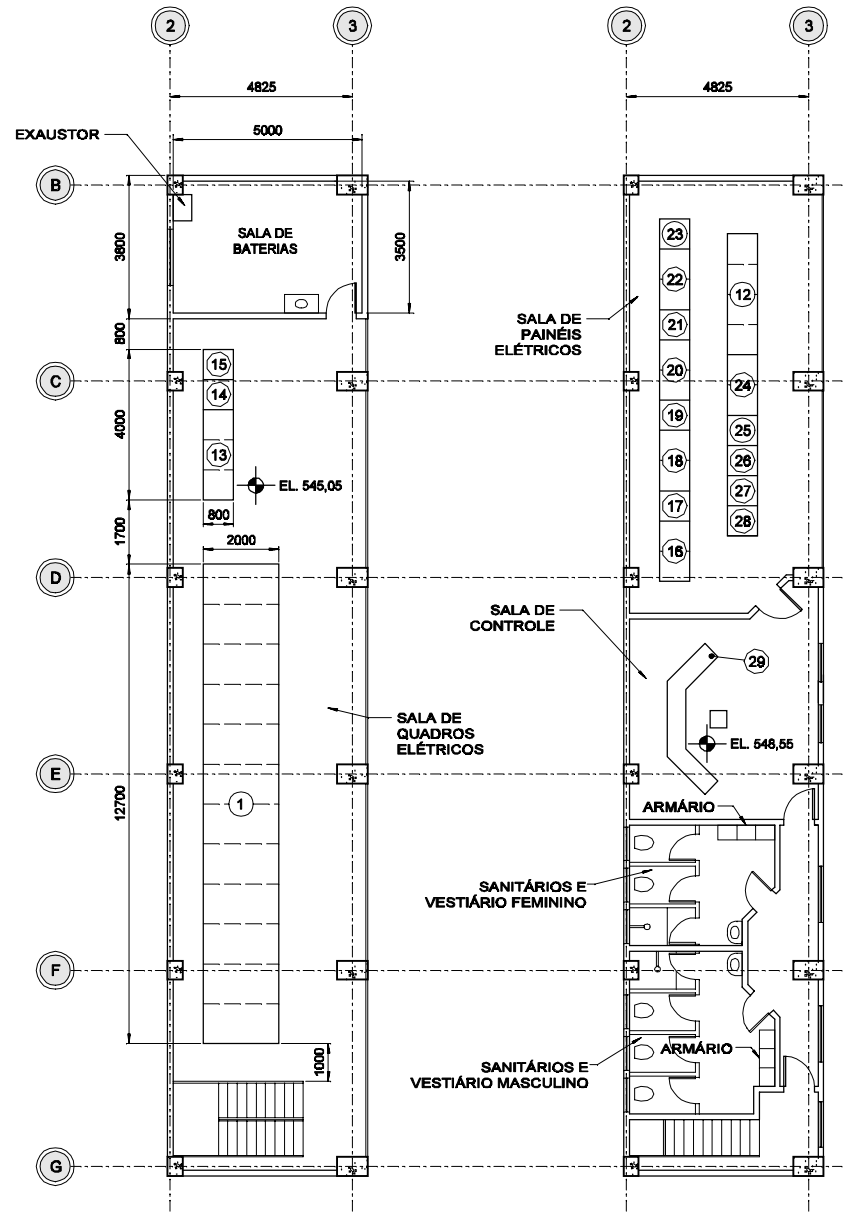 2
3
2
3
4825
4825
5000
EXAUSTOR
B
SALA DE
BATERIAS
3800
3500
23
22
12
SALA DE
PAINÉIS
ELÉTRICOS
21
800
15
C
20
24
14
19
25
4000
13
18
26
EL. 545,05
27
800
17
28
1700
2000
16
D
SALA DE
CONTROLE
29
SALA DE
QUADROS
ELÉTRICOS
EL. 548,55
E
12700
1
ARMÁRIO
SANITÁRIOS E
VESTIÁRIO FEMININO
F
1000
ARMÁRIO
SANITÁRIOS E
VESTIÁRIO MASCULINO
G